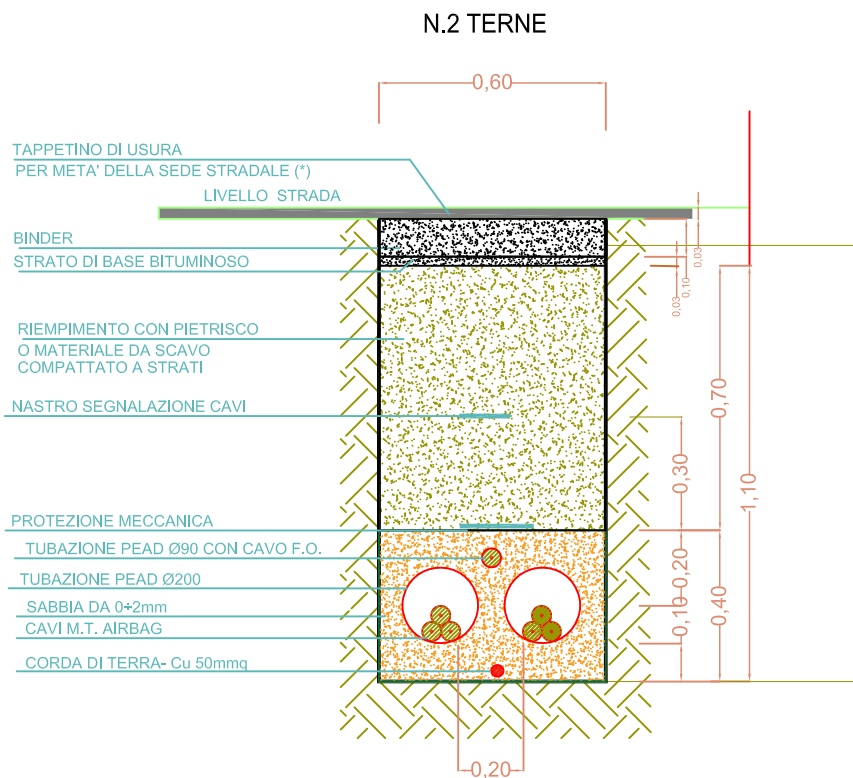 N.2 TERNE
0,60
TAPPETINO DI USURA
PER META' DELLA SEDE STRADALE (*)
LIVELLO STRADA
BINDER
STRATO DI BASE BITUMINOSO
0,03
0,10
0,03
RIEMPIMENTO CON PIETRISCO
O MATERIALE DA SCAVO
COMPATTATO A STRATI
NASTRO SEGNALAZIONE CAVI
0,70
0,30
1,10
PROTEZIONE MECCANICA
TUBAZIONE PEAD Ø90 CON CAVO F.O.
TUBAZIONE PEAD Ø200
SABBIA DA 0÷2mm
CAVI M.T. AIRBAG
CORDA DI TERRA- Cu 50mmq
0,20
0,10
0,40
0,20